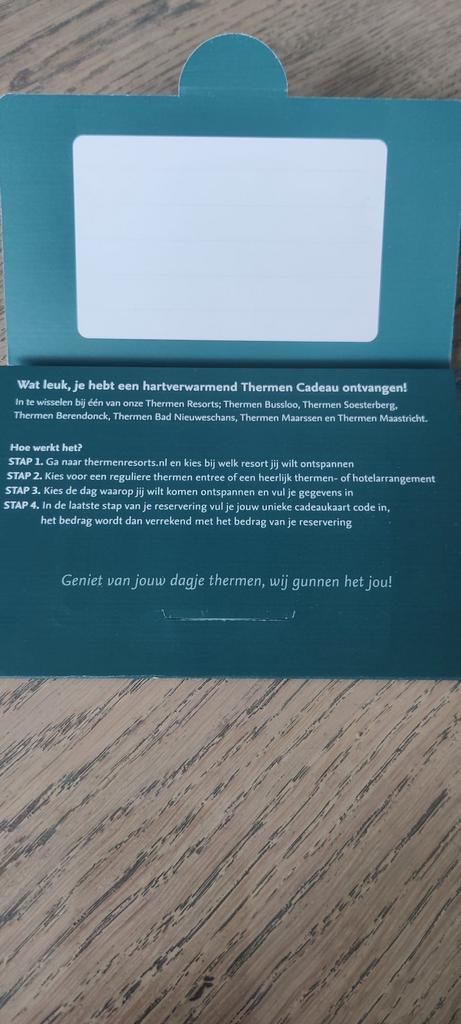 Wat leuk, je hebt een hartverwarmend Thermen Cadeau ontvangen!
In te wisselen bij één van onze Thermen Resorts; Thermen Bussloo, Thermen Soesterberg,
Thermen Berendonck, Thermen Bad Nieuweschans, Thermen Maarssen en Thermen Maastricht.
Hoe werkt het?
STAP 1. Ga naar thermenresorts.nl en kies bij welk resort jij wilt ontspannen
STAP 2. Kies voor een reguliere thermen entree of een heerlijk thermen- of hotelarrangement
STAP 3. Kies de dag waarop jij wilt komen ontspannen en vul je gegevens in
STAP 4. In de laatste stap van je reservering vul je jouw unieke cadeaukaart code in,
het bedrag wordt dan verrekend met het bedrag van je reservering
Geniet van jouw dagje thermen, wij gunnen het jou!